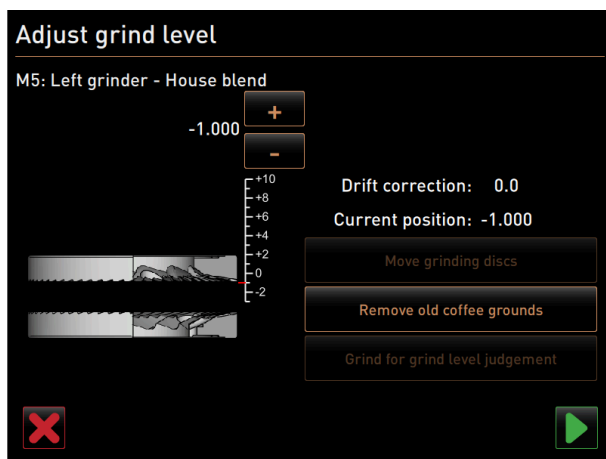 Adjust grind level
M5: Left grinder - House blend
+
-1.000
-
+10
+8
+6
+4
+2
0
-2
Drift correction: 0.0
Current position: -1.000
Move grinding discs
Remove old coffee grounds
Grind for grind level judgement